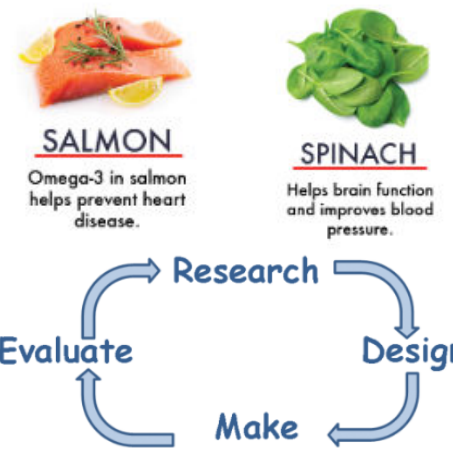 SALMON
Omega-3 in salmon
helps prevent heart
disease.
SPINACH
Helps brain function
and improves blood
pressure.
Research
Evaluate
Design
Make